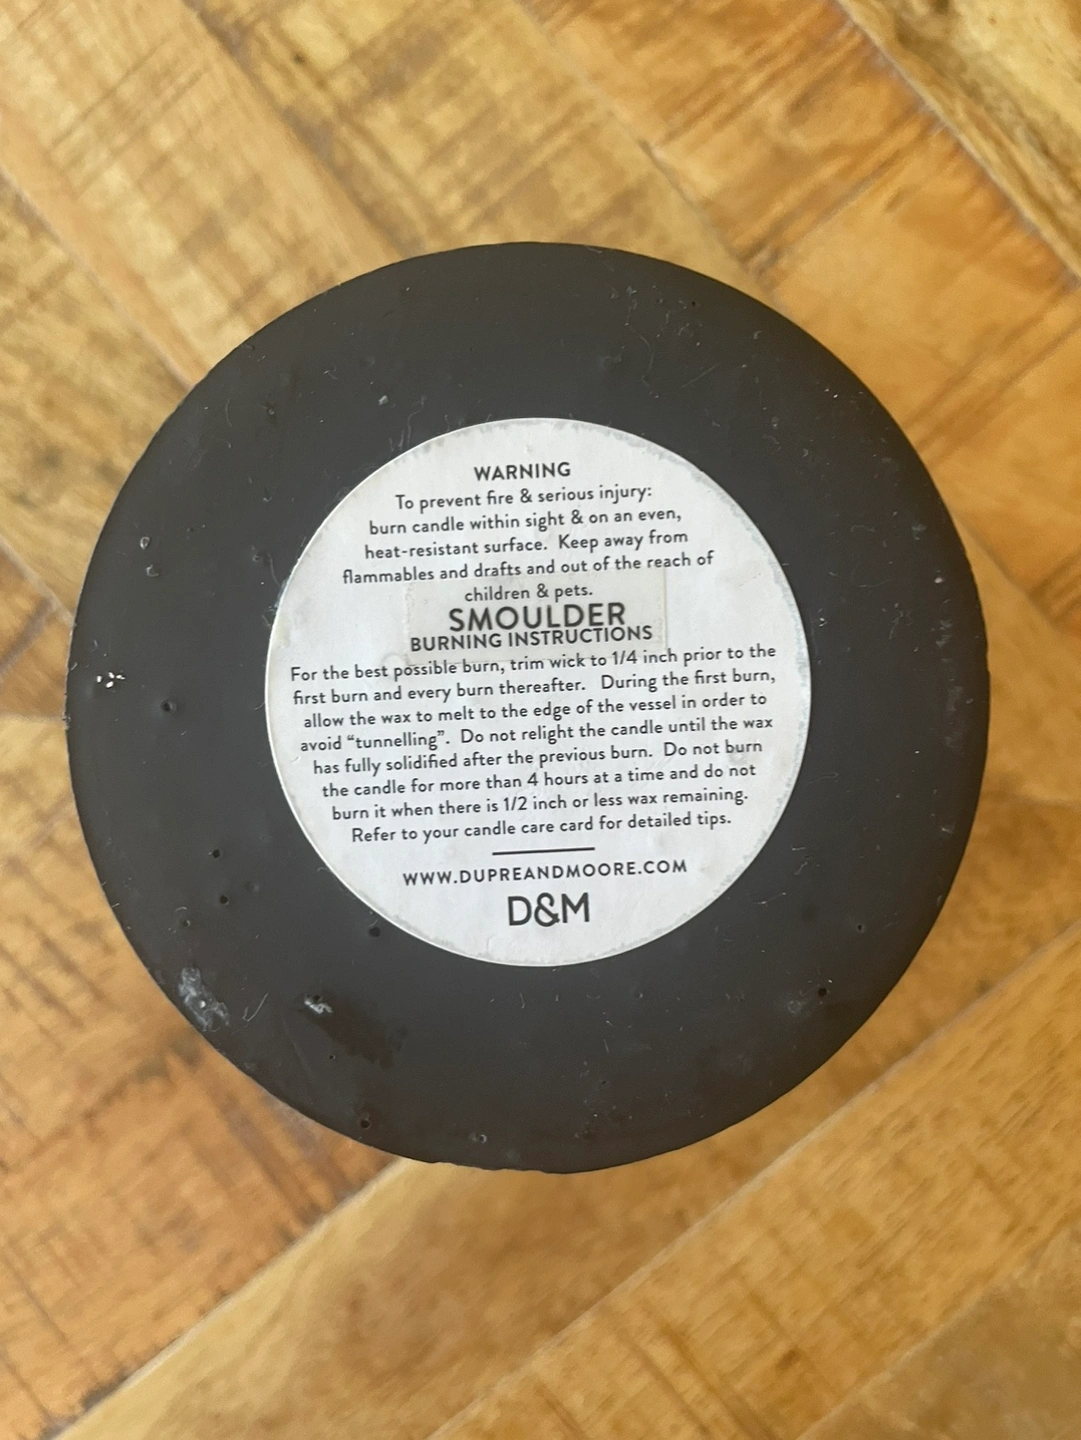 WARNING
To prevent fire & serious injury:
burn candle within sight & on an even,
heat-resistant surface. Keep away from
flammables and drafts and out of the reach of
children & pets.
SMOULDER
BURNING INSTRUCTIONS
For the best possible burn, trim wick to 1/4 inch prior to the
first burn and every burn thereafter. During the first burn,
allow the wax to melt to the edge of the vessel in order to
avoid “tunnelling”. Do not relight the candle until the wax
has fully solidified after the previous burn. Do not burn
the candle for more than 4 hours at a time and do not
burn it when there is 1/2 inch or less wax remaining.
Refer to your candle care card for detailed tips.
WWW.DUPREANDMOORE.COM
D&M